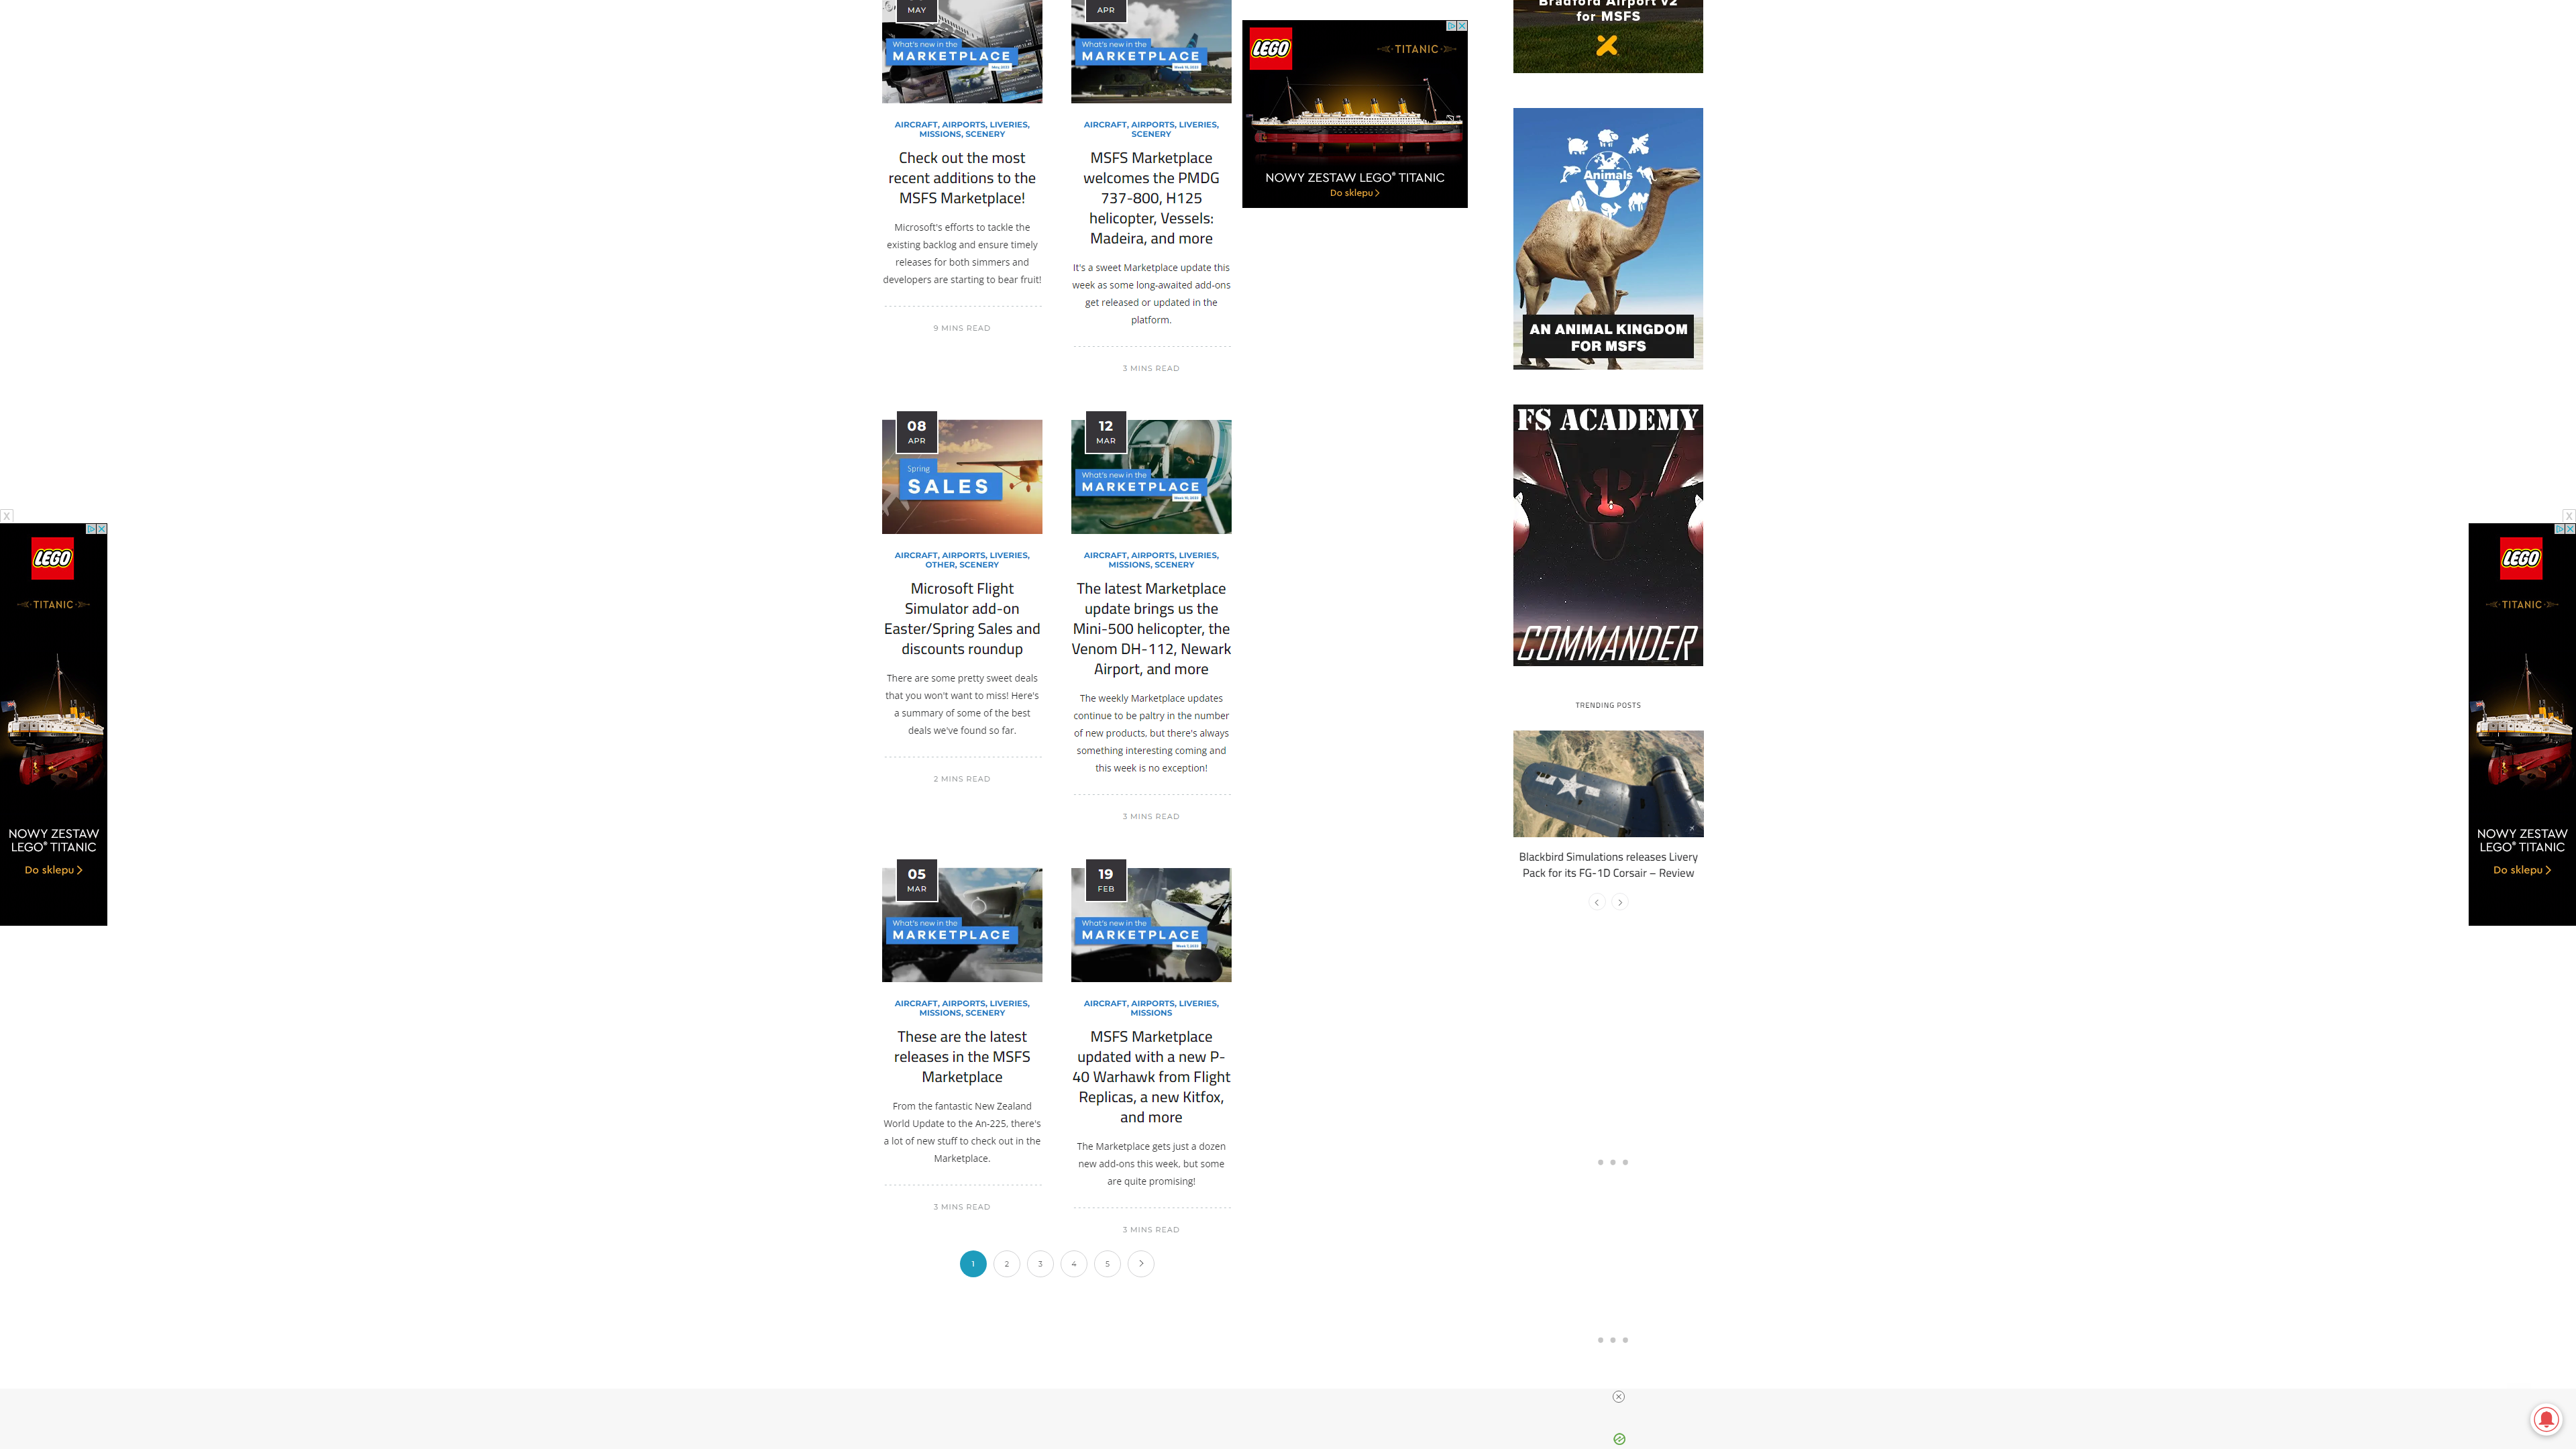 MAY
What's new in the
MARKETPLACE
May, 2023
AIRCRAFT, AIRPORTS, LIVERIES,
MISSIONS, SCENERY
Check out the most
recent additions to the
MSFS Marketplace!
Microsoft's efforts to tackle the
existing backlog and ensure timely
releases for both simmers and
developers are starting to bear fruit!
9 MINS READ
APR
What's new in the
MARKETPLACE
AIRCRAFT, AIRPORTS, LIVERIES,
SCENERY
MSFS Marketplace
welcomes the PMDG
737-800, H125
helicopter, Vessels:
Madeira, and more
It's a sweet Marketplace update this
week as some long-awaited add-ons
get released or updated in the
platform.
3 MINS READ
08
APR
Spring
SALES
AIRCRAFT, AIRPORTS, LIVERIES,
OTHER, SCENERY
Microsoft Flight
Simulator add-on
Easter/Spring Sales and
discounts roundup
There are some pretty sweet deals
that you won't want to miss! Here's
a summary of some of the best
deals we've found so far.
2 MINS READ
12
MAR
What's new in the
MARKETPLACE
AIRCRAFT, AIRPORTS, LIVERIES,
MISSIONS, SCENERY
The latest Marketplace
update brings us the
Mini-500 helicopter, the
Venom DH-112, Newark
Airport, and more
The weekly Marketplace updates
continue to be paltry in the number
of new products, but there's always
something interesting coming and
this week is no exception!
3 MINS READ
05
MAR
What's new in the
MARKETPLACE
AIRCRAFT, AIRPORTS, LIVERIES,
MISSIONS, SCENERY
These are the latest
releases in the MSFS
Marketplace
From the fantastic New Zealand
World Update to the An-225, there's
a lot of new stuff to check out in the
Marketplace.
3 MINS READ
19
FEB
What's new in the
MARKETPLACE
AIRCRAFT, AIRPORTS, LIVERIES,
MISSIONS
MSFS Marketplace
updated with a new P-
40 Warhawk from Flight
Replicas, a new Kitfox,
and more
The Marketplace gets just a dozen
new add-ons this week, but some
are quite promising!
3 MINS READ
1 2 3 4 5
LEGO
TITANIC
NOWY ZESTAW LEGO® TITANIC
Do sklepu
Bradford Airport v2
for MSFS
Animals
AN ANIMAL KINGDOM
FOR MSFS
FS ACADEMY
COMMANDER
TRENDING POSTS
Blackbird Simulations releases Livery
Pack for its FG-1D Corsair – Review
X
LEGO
TITANIC
NOWY ZESTAW
LEGO® TITANIC
Do sklepu
X
LEGO
TITANIC
NOWY ZESTAW
LEGO® TITANIC
Do sklepu